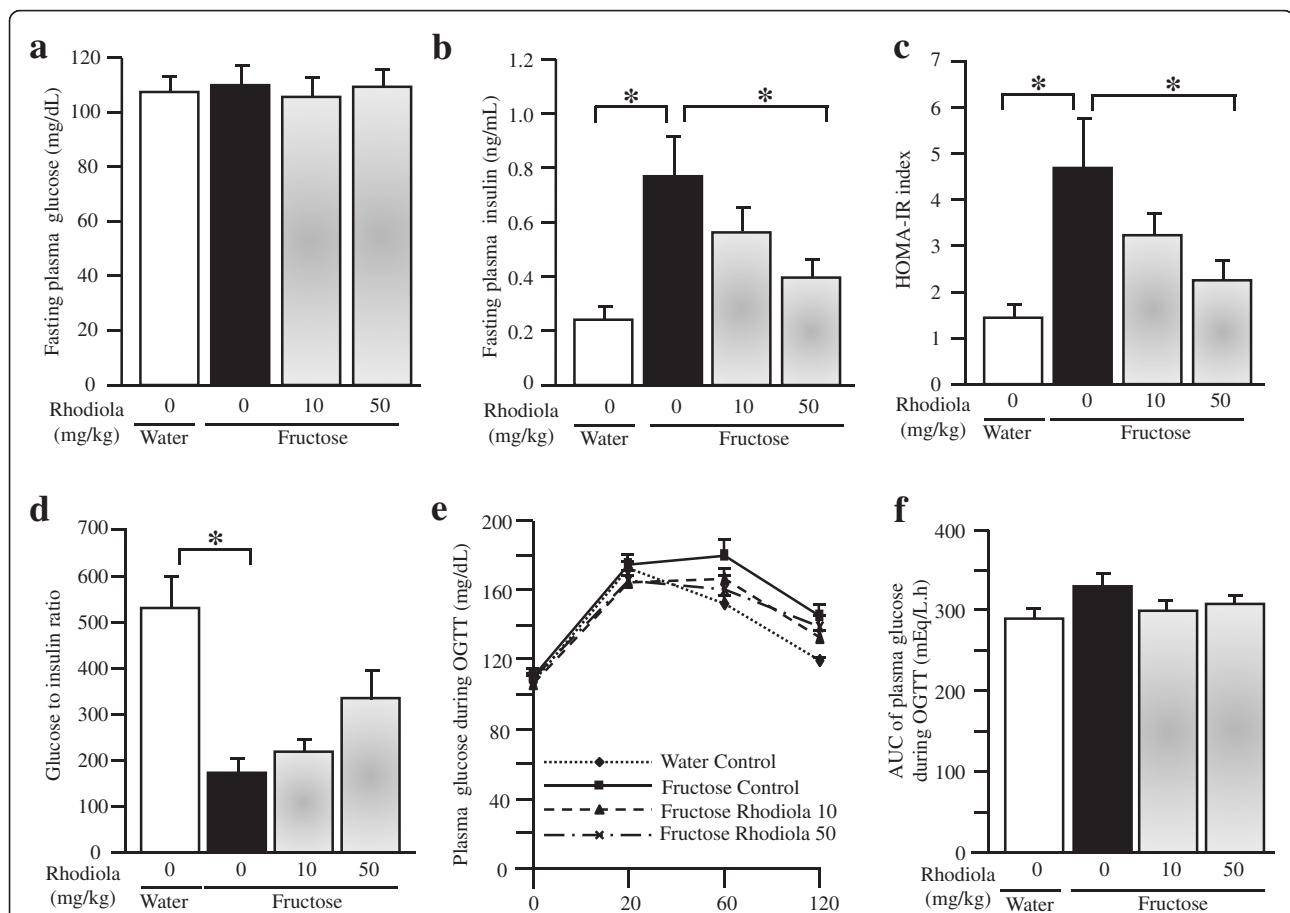 a
Fasting plasma glucose (mg/dL)
120
100
80
60
40
20
0
Rhodiola (mg/kg)
0 0 10 50
Water Fructose
b
Fasting plasma insulin (ng/mL)
1.2
1.0
0.8
0.6
0.4
0.2
0
* *
Rhodiola (mg/kg)
0 0 10 50
Water Fructose
c
HOMA-IR index
7
6
5
4
3
2
1
0
* *
Rhodiola (mg/kg)
0 0 10 50
Water Fructose
d
Glucose to insulin ratio
700
600
500
400
300
200
100
0
*
Rhodiola (mg/kg)
0 0 10 50
Water Fructose
e
Plasma glucose during OGTT (mg/dL)
200
160
120
80
40
0
Water Control
Fructose Control
Fructose Rhodiola 10
Fructose Rhodiola 50
0 20 60 120
f
AUC of plasma glucose
during OGTT (mEq/L.h)
400
300
200
100
0
Rhodiola (mg/kg)
0 0 10 50
Water Fructose